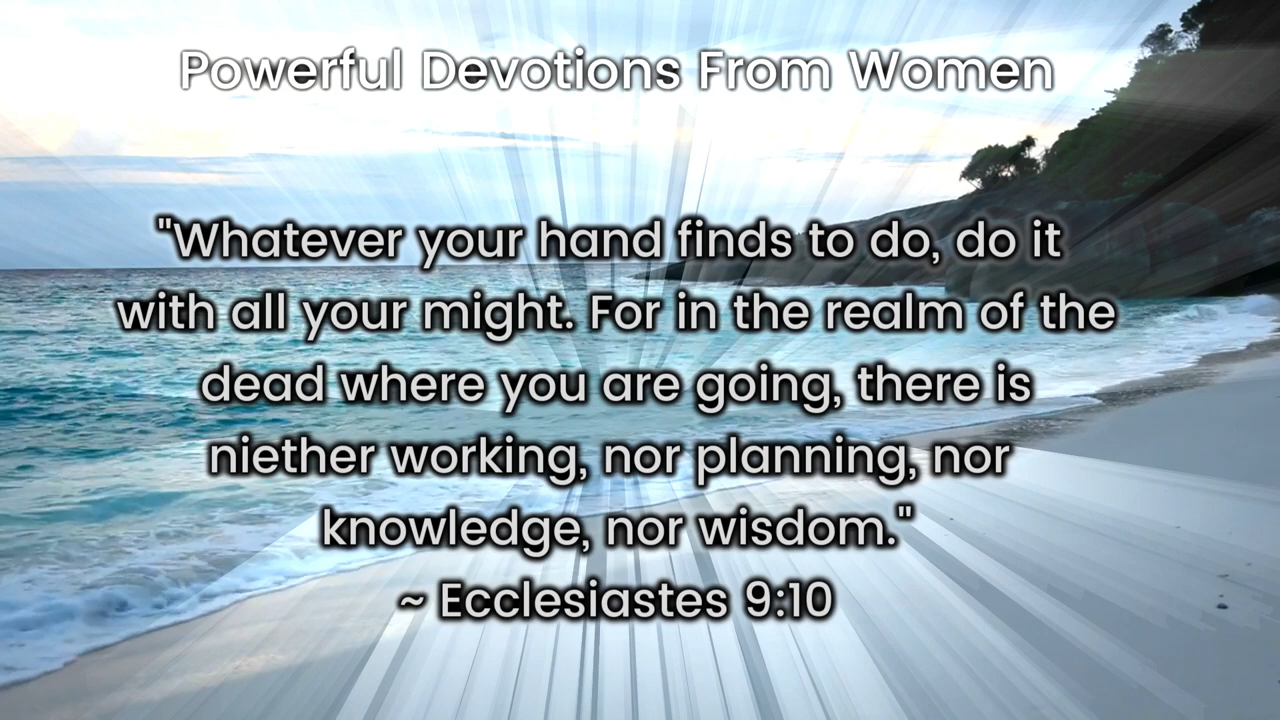 Powerful Devotions From Women
"Whatever your hand finds to do, do it
with all your might. For in the realm of the
dead where you are going, there is
niether working, nor planning, nor
knowledge, nor wisdom."
~ Ecclesiastes 9:10